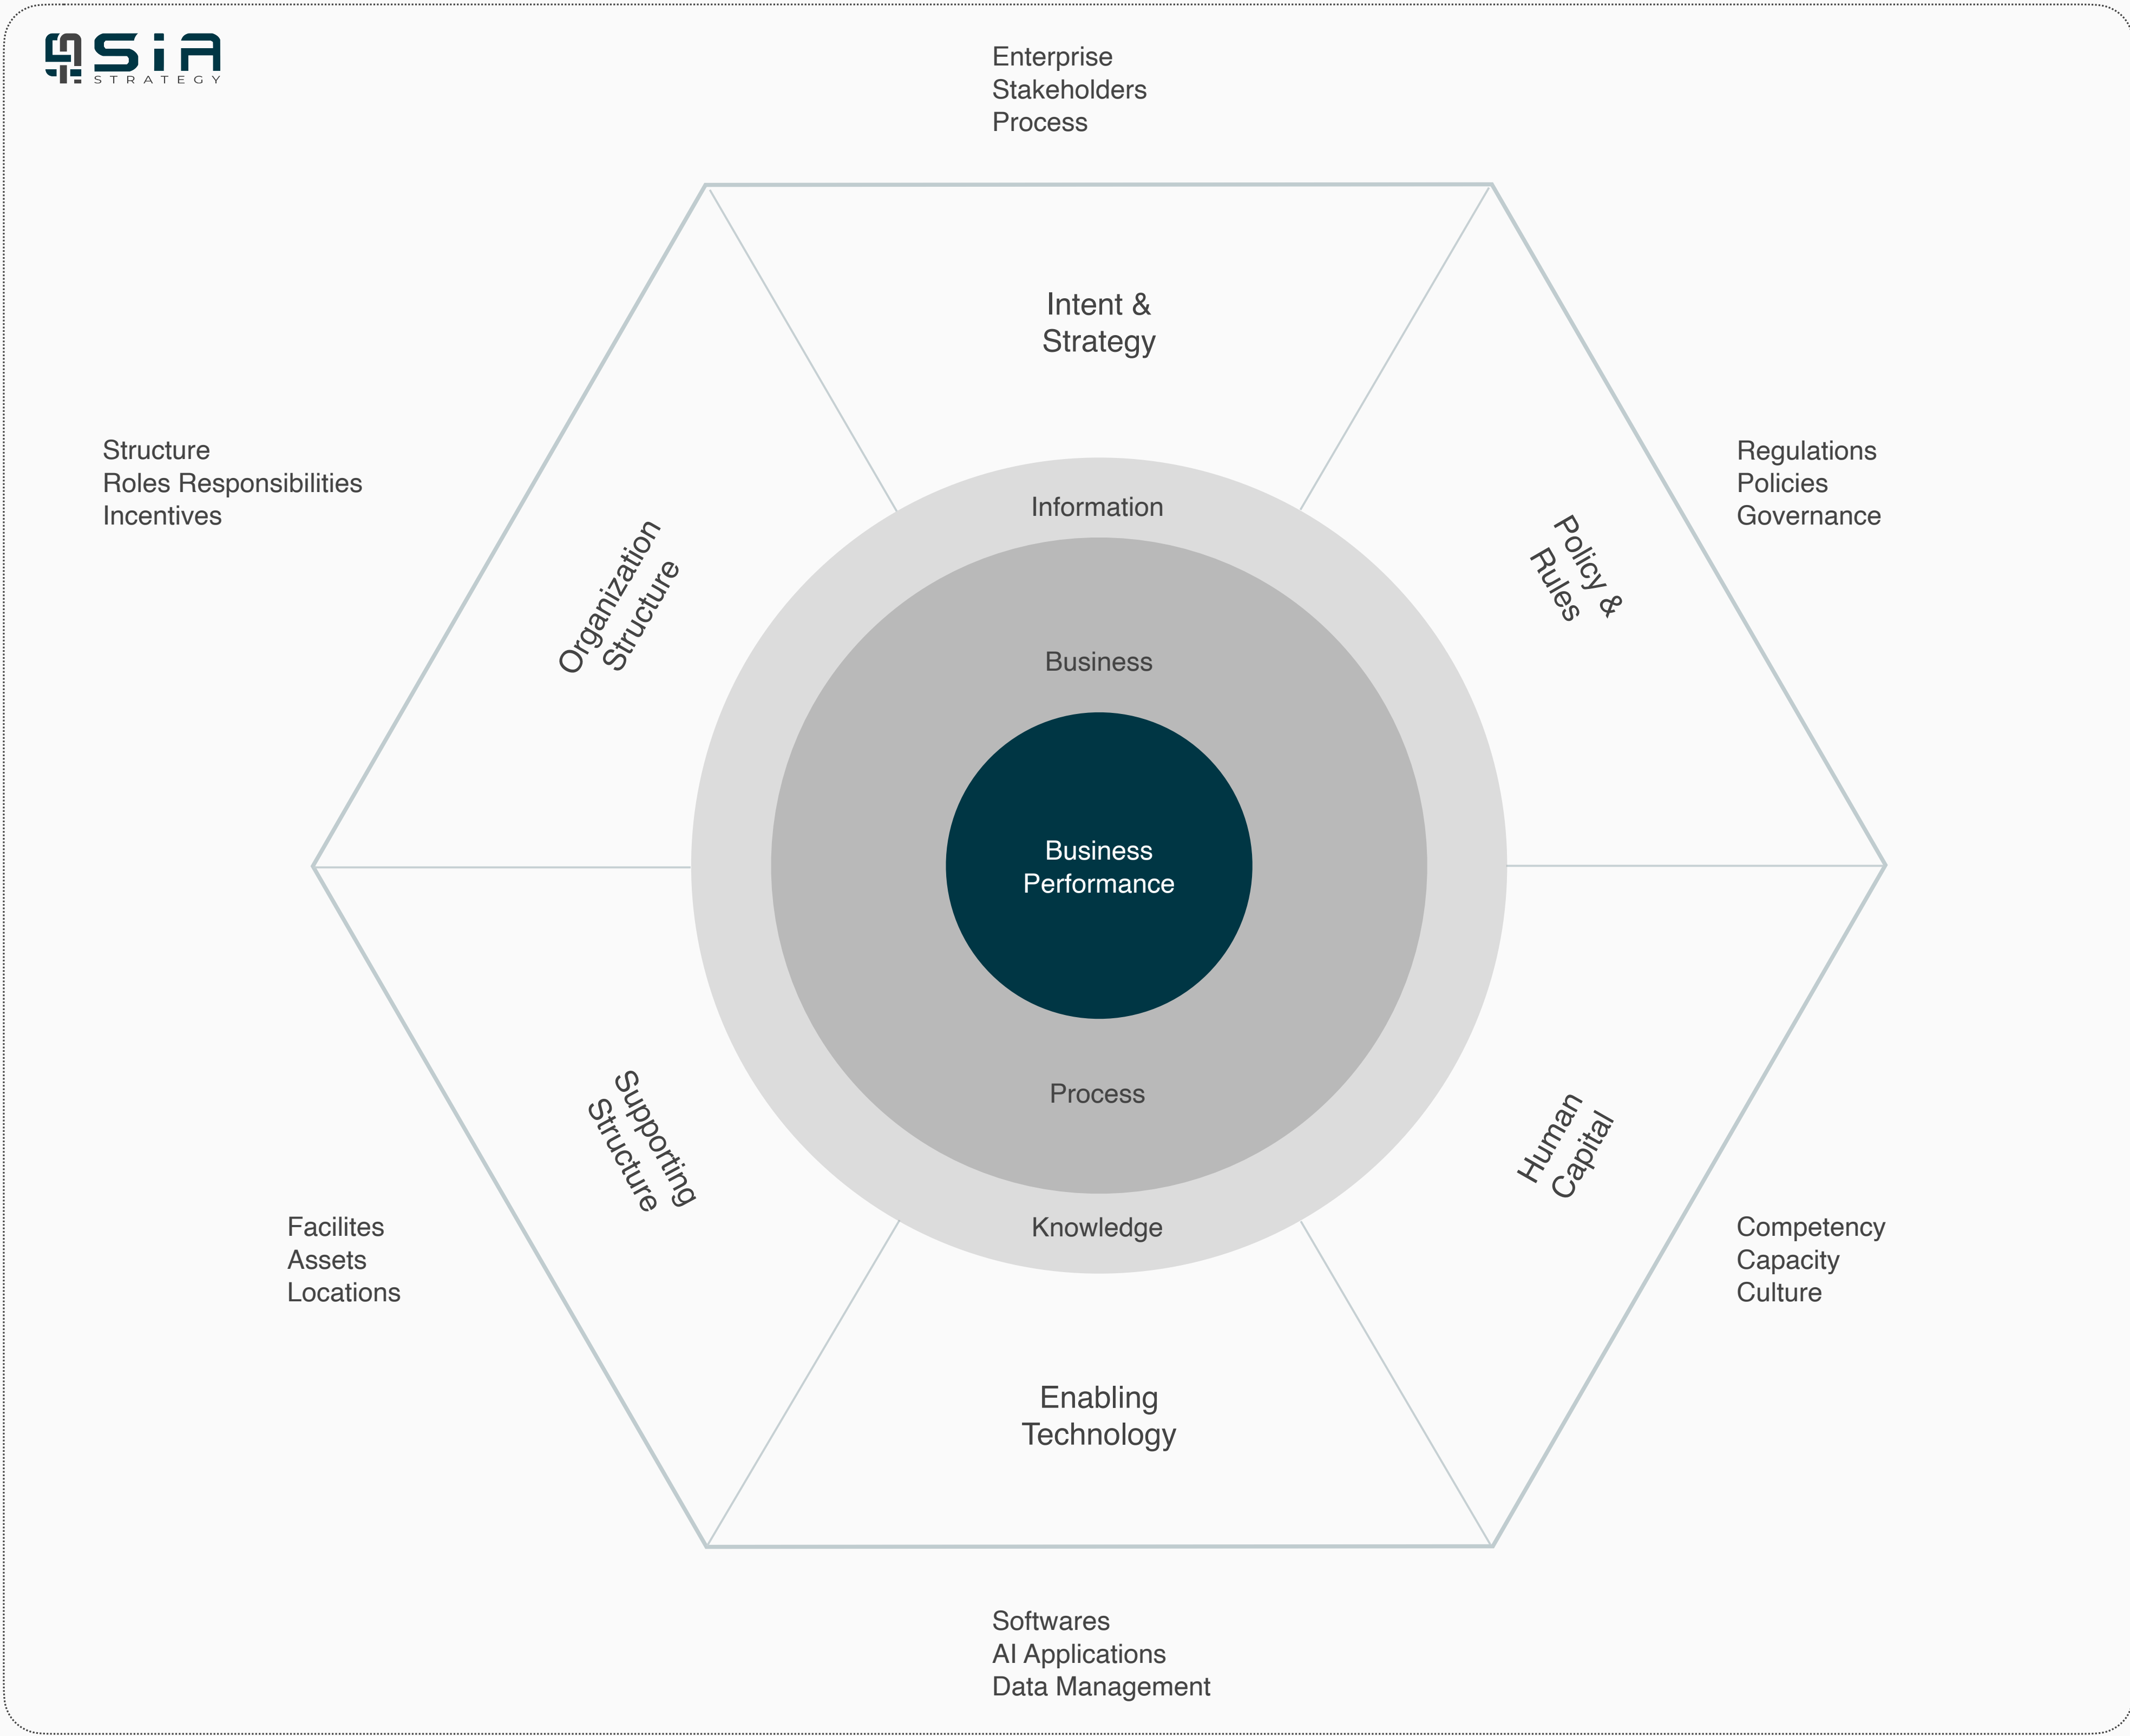 SiA
STRATEGY
Enterprise
Stakeholders
Process
Intent &
Strategy
Structure
Roles Responsibilities
Incentives
Organization
Structure
Regulations
Policies
Governance
Policy &
Rules
Information
Business
Business
Performance
Process
Knowledge
Supporting
Structure
Facilites
Assets
Locations
Human
Capital
Competency
Capacity
Culture
Enabling
Technology
Softwares
AI Applications
Data Management